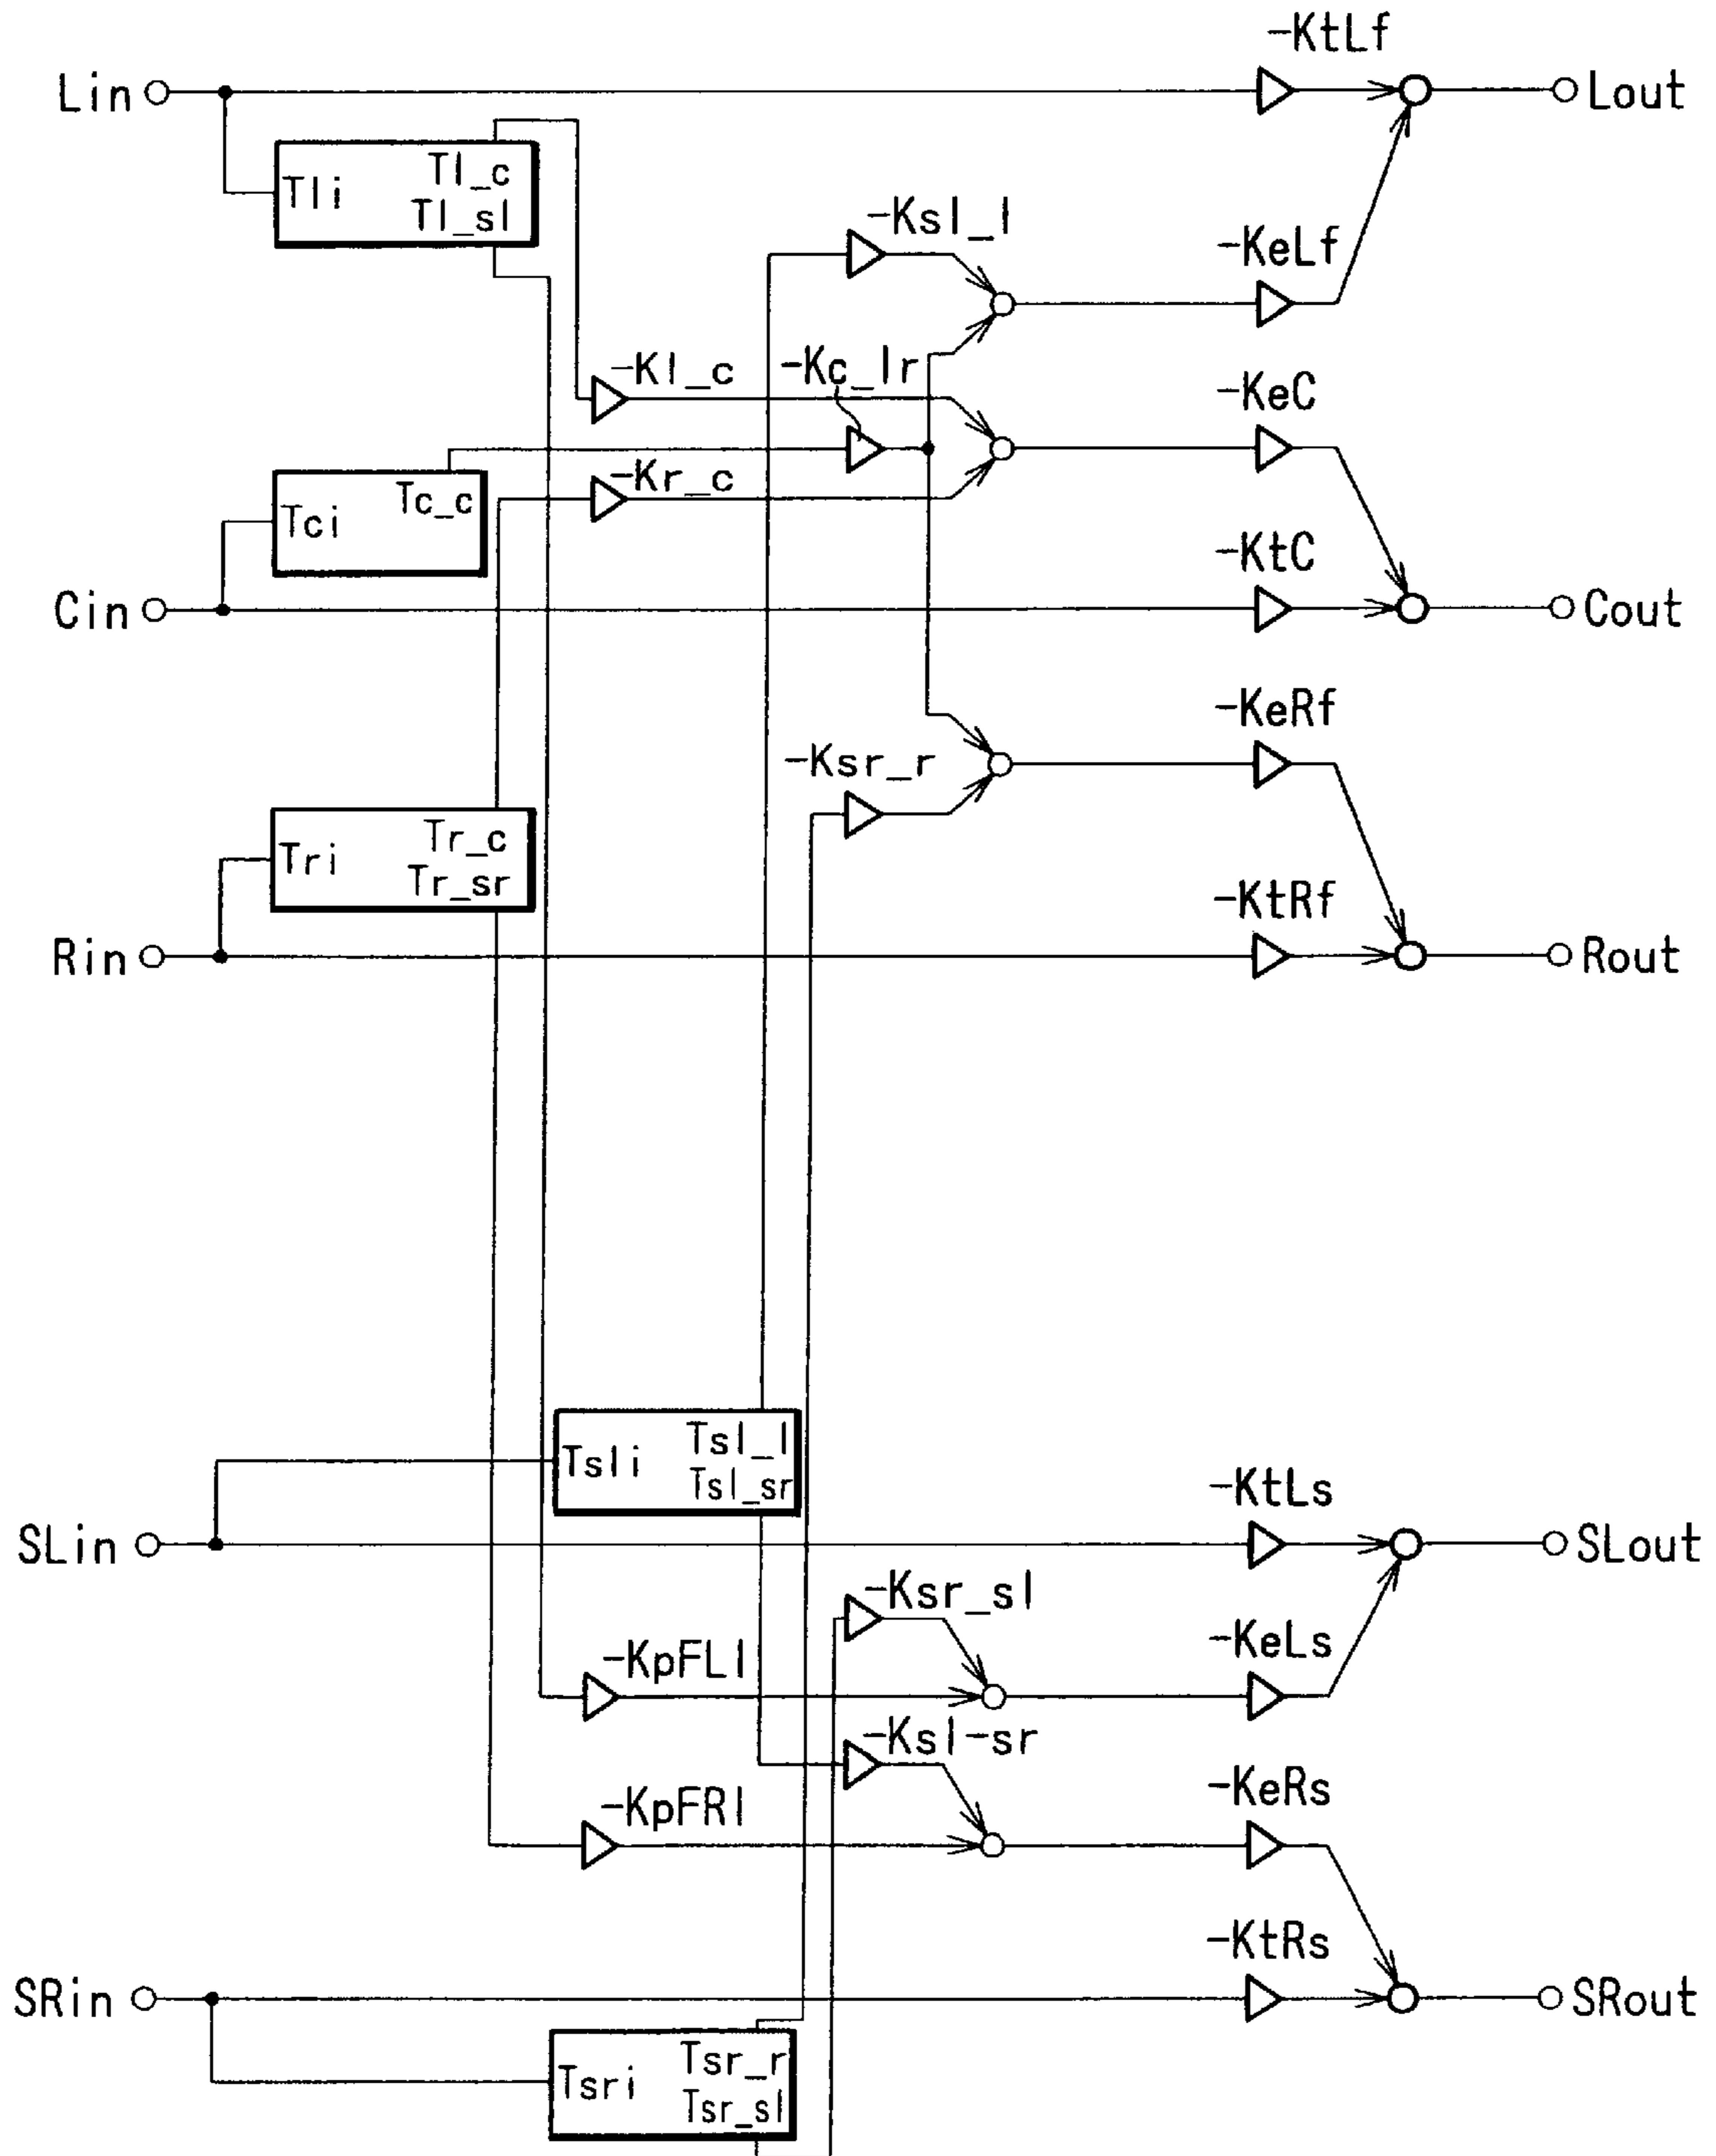 -KtLf
Lin
Lout
Tli
Tl_c
Tl_sl
-Ksl_l
-KeLf
-Kl_c
-Kc_lr
-KeC
Tci
Tc_c
-Kr_c
-KtC
Cin
Cout
-KeRf
-Ksr_r
Tri
Tr_c
Tr_sr
-KtRf
Rin
Rout
Tsli
Tsl_l
Tsl_sr
-KtLs
SLin
SLout
-Ksr_sl
-KeLs
-KpFLl
-Ksl-sr
-KeRs
-KpFRl
-KtRs
SRin
SRout
Tsri
Tsr_r
Tsr_sl